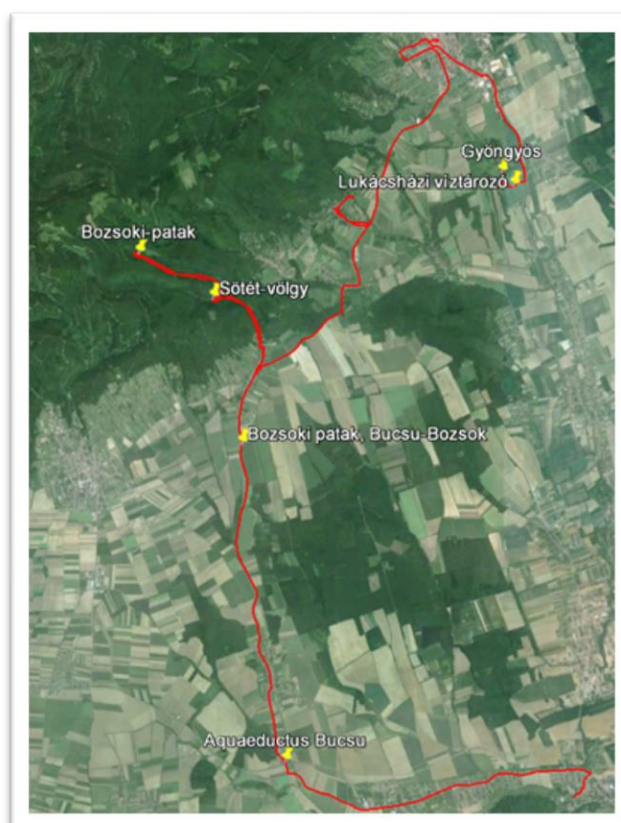 Gyöngyös
Lukácsházi víztározó
Bozsoki-patak
Sötét-völgy
Bozsoki patak, Bucsu-Bozsok
Aquaeductus Bucsu